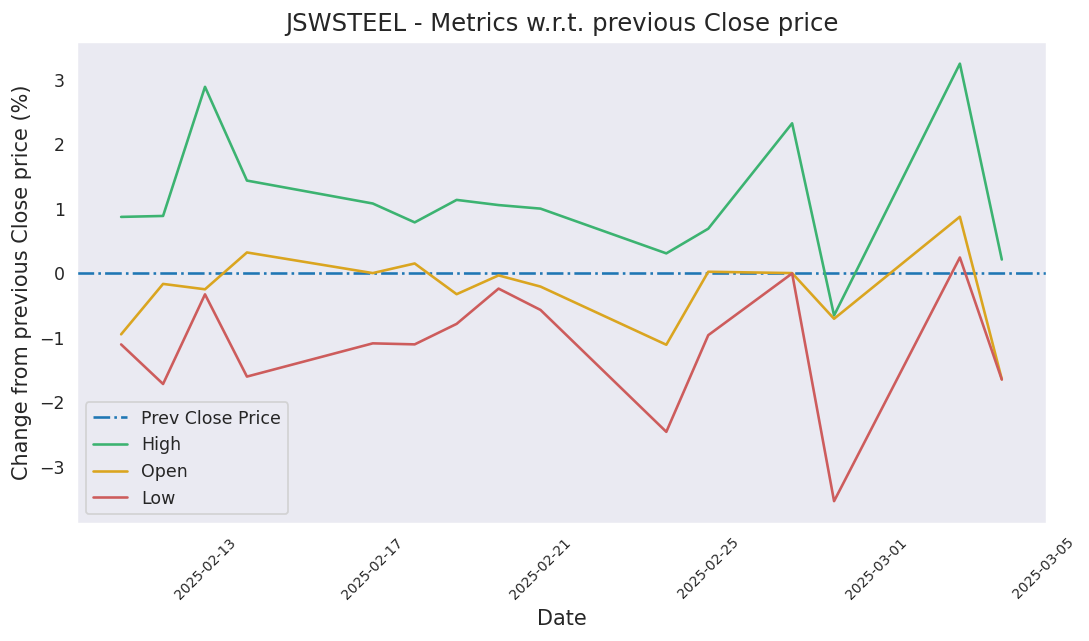 JSWSTEEL - Metrics w.r.t. previous Close price
Change from previous Close price (%)
3
2
1
0
−1
−2
−3
Prev Close Price
High
Open
Low
2025-02-13
2025-02-17
2025-02-21
2025-02-25
2025-03-01
2025-03-05
Date